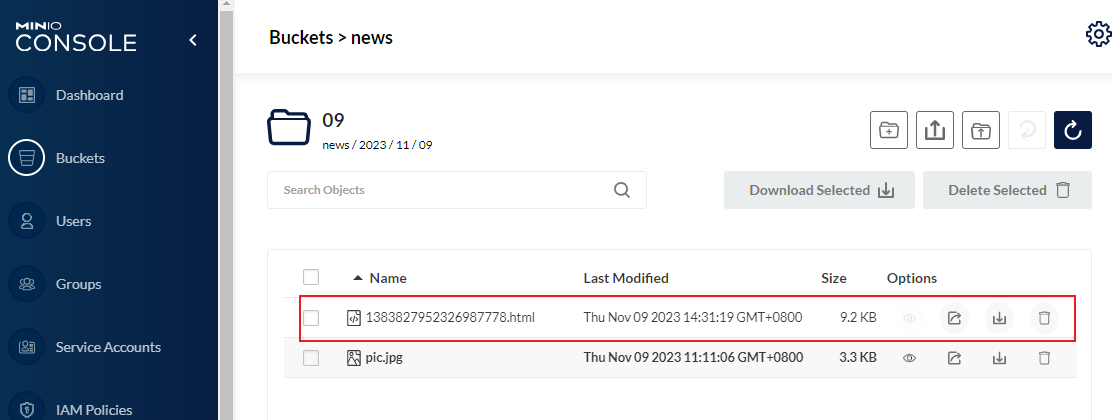 MINIO
CONSOLE
Dashboard
Buckets
Users
Groups
Service Accounts
IAM Policies
Buckets > news
09
news / 2023 / 11 / 09
Search Objects
Download Selected
Delete Selected
Name Last Modified Size Options
1383827952326987778.html Thu Nov 09 2023 14:31:19 GMT+0800 9.2 KB
pic.jpg Thu Nov 09 2023 11:11:06 GMT+0800 3.3 KB